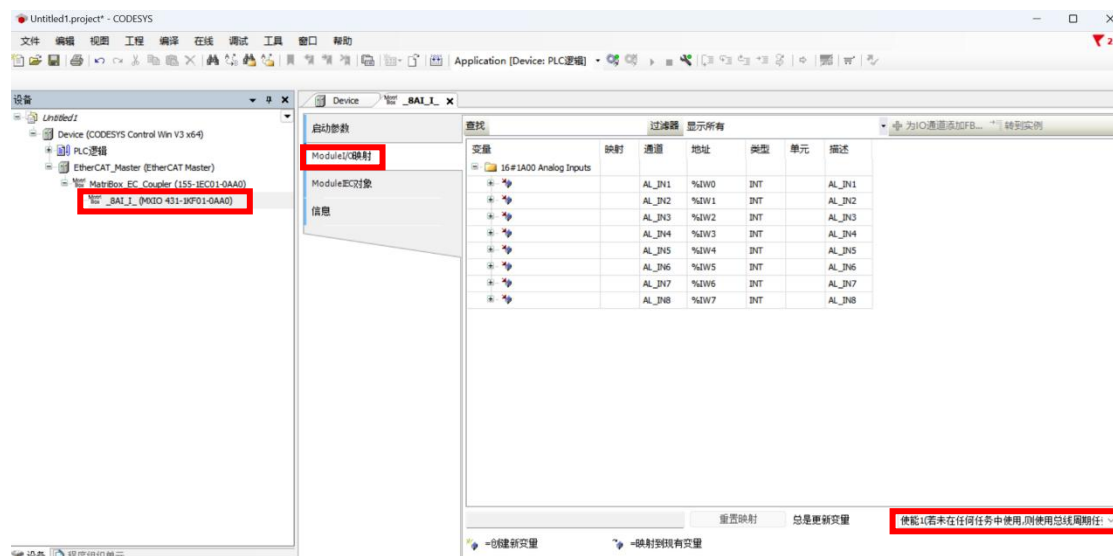 Untitled1.project* - CODESYS
文件 编辑 视图 工程 编译 在线 调试 工具 窗口 帮助
Application [Device: PLC逻辑]
设备
Untitled1
Device (CODESYS Control Win V3 x64)
PLC逻辑
EtherCAT_Master (EtherCAT Master)
MatriBox_EC_Coupler (155-1EC01-0AA0)
_8AI_I_ (MXIO 431-1KF01-0AA0)
设备 程序组织单元
Device _8AI_I_
启动参数
ModuleI/O映射
ModuleIEC对象
信息
查找 过滤器 显示所有 为IO通道添加FB... 转到实例
变量 映射 通道 地址 类型 单元 描述
16#1A00 Analog Inputs
AL_IN1 %IW0 INT AL_IN1
AL_IN2 %IW1 INT AL_IN2
AL_IN3 %IW2 INT AL_IN3
AL_IN4 %IW3 INT AL_IN4
AL_IN5 %IW4 INT AL_IN5
AL_IN6 %IW5 INT AL_IN6
AL_IN7 %IW6 INT AL_IN7
AL_IN8 %IW7 INT AL_IN8
重置映射 总是更新变量 使能1(若未在任何任务中使用,则使用总线周期任
=创建新变量 =映射到现有变量